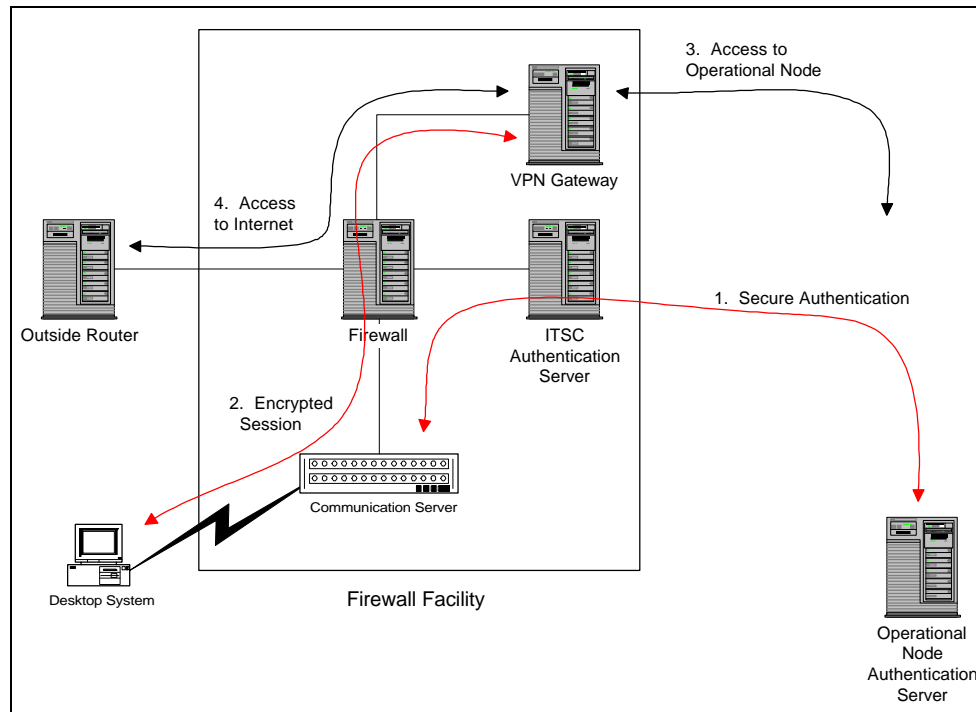 3. Access to
Operational Node
VPN Gateway
4. Access
to Internet
1. Secure Authentication
Outside Router
Firewall
ITSC
Authentication
Server
2. Encrypted
Session
Communication Server
Desktop System
Firewall Facility
Operational
Node
Authentication
Server